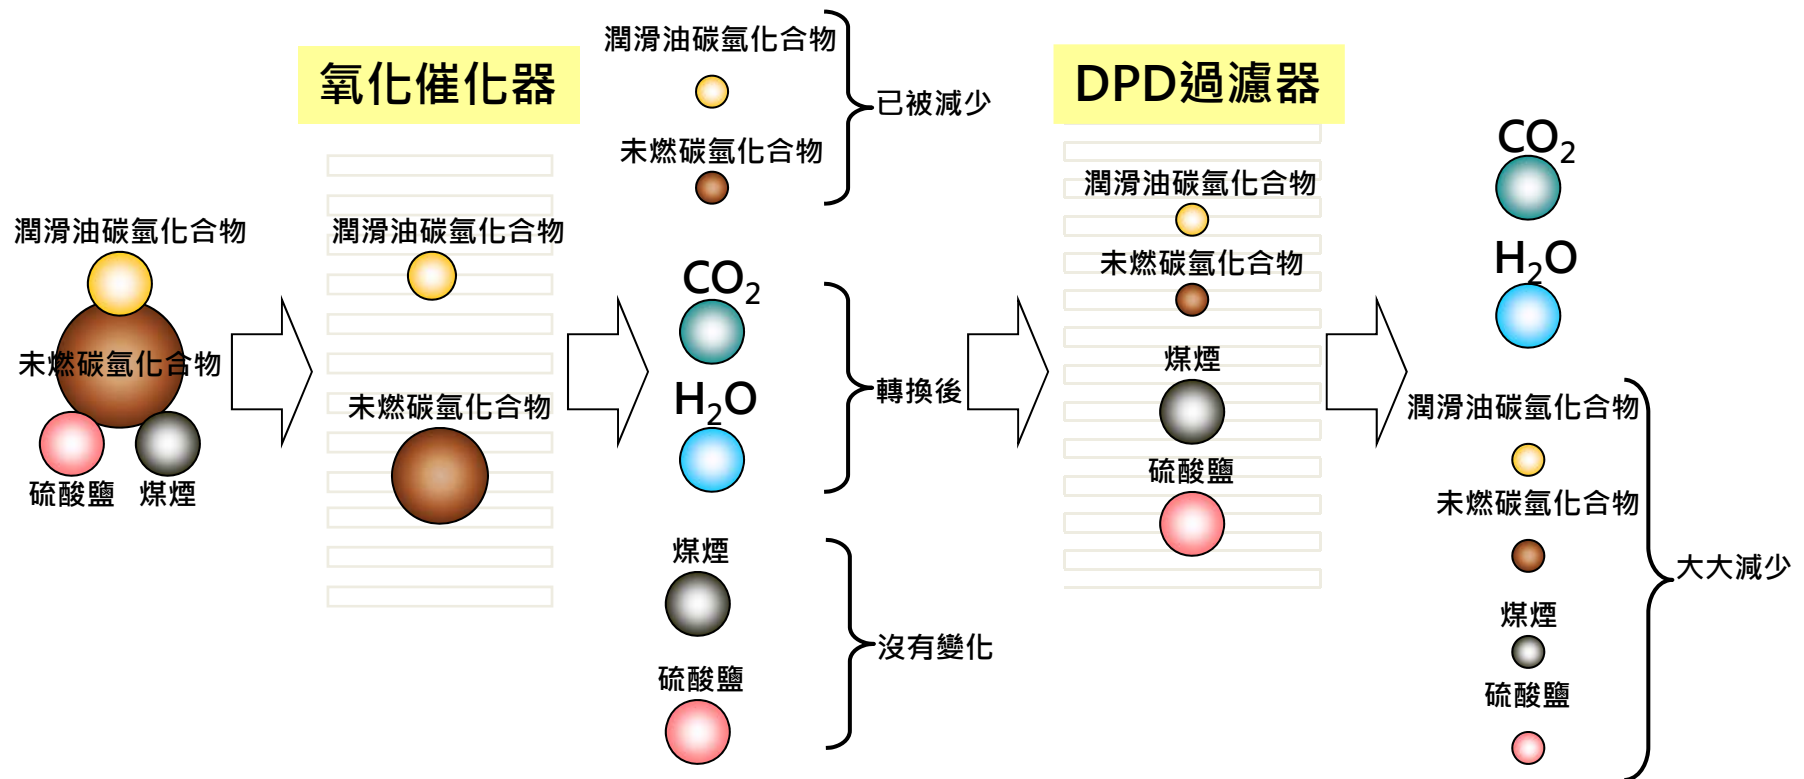 潤滑油碳氫化合物
未燃碳氫化合物
硫酸鹽
煤煙
氧化催化器
潤滑油碳氫化合物
未燃碳氫化合物
潤滑油碳氫化合物
未燃碳氫化合物
已被減少
CO₂
H₂O
轉換後
煤煙
硫酸鹽
沒有變化
DPD過濾器
潤滑油碳氫化合物
未燃碳氫化合物
煤煙
硫酸鹽
CO₂
H₂O
潤滑油碳氫化合物
未燃碳氫化合物
煤煙
硫酸鹽
大大減少